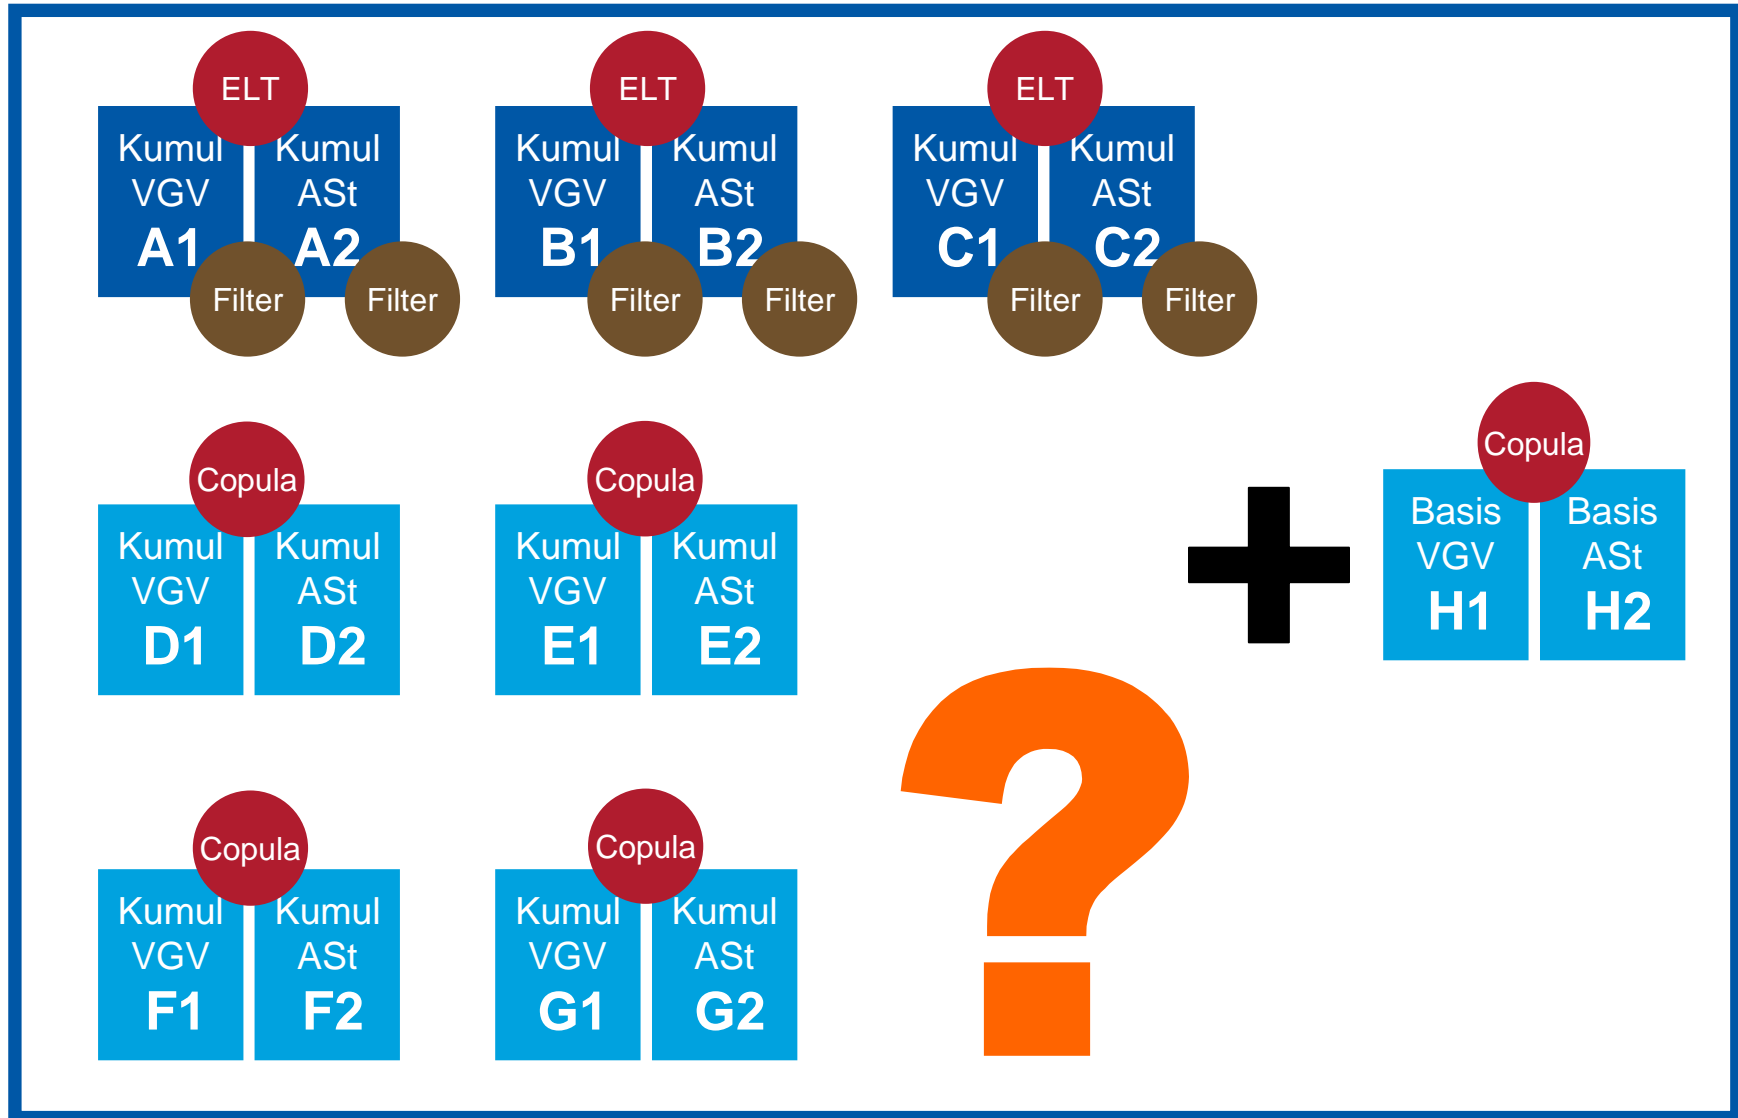 ELT
Kumul
VGV
A1
Kumul
ASt
A2
Filter
Filter
ELT
Kumul
VGV
B1
Kumul
ASt
B2
Filter
Filter
ELT
Kumul
VGV
C1
Kumul
ASt
C2
Filter
Filter
Copula
Kumul
VGV
D1
Kumul
ASt
D2
Copula
Kumul
VGV
E1
Kumul
ASt
E2
Copula
Basis
VGV
H1
Basis
ASt
H2
Copula
Kumul
VGV
F1
Kumul
ASt
F2
Copula
Kumul
VGV
G1
Kumul
ASt
G2
?